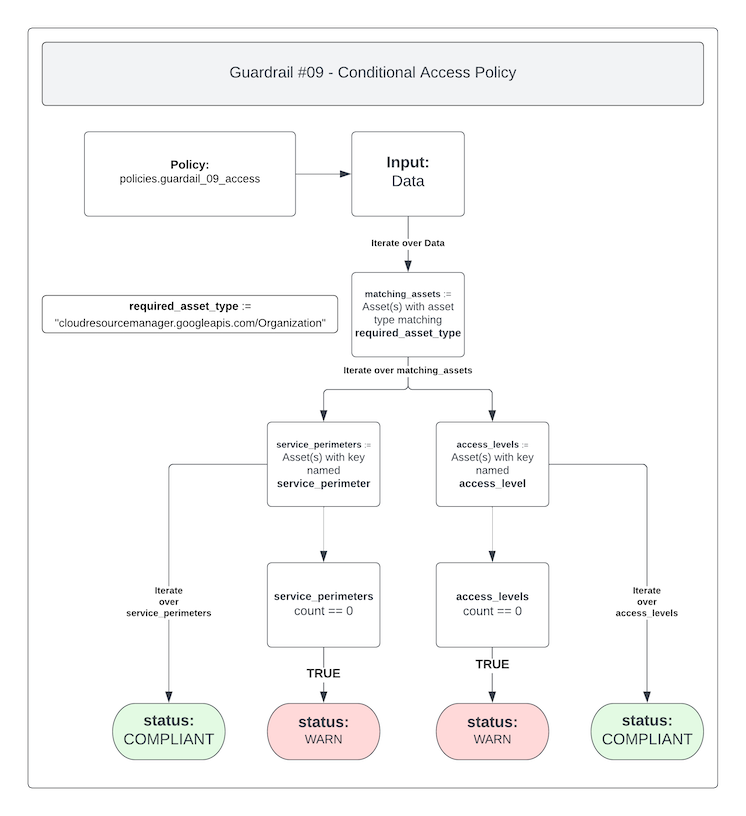 Guardrail #09 - Conditional Access Policy
Policy:
policies.guardail_09_access
Input:
Data
Iterate over Data
required_asset_type :=
"cloudresourcemanager.googleapis.com/Organization"
matching_assets :=
Asset(s) with asset
type matching
required_asset_type
Iterate over matching_assets
service_perimeters :=
Asset(s) with key
named
service_perimeter
access_levels :=
Asset(s) with key
named
access_level
Iterate
over
service_perimeters
service_perimeters
count == 0
access_levels
count == 0
Iterate
over
access_levels
TRUE
TRUE
status:
COMPLIANT
status:
WARN
status:
WARN
status:
COMPLIANT